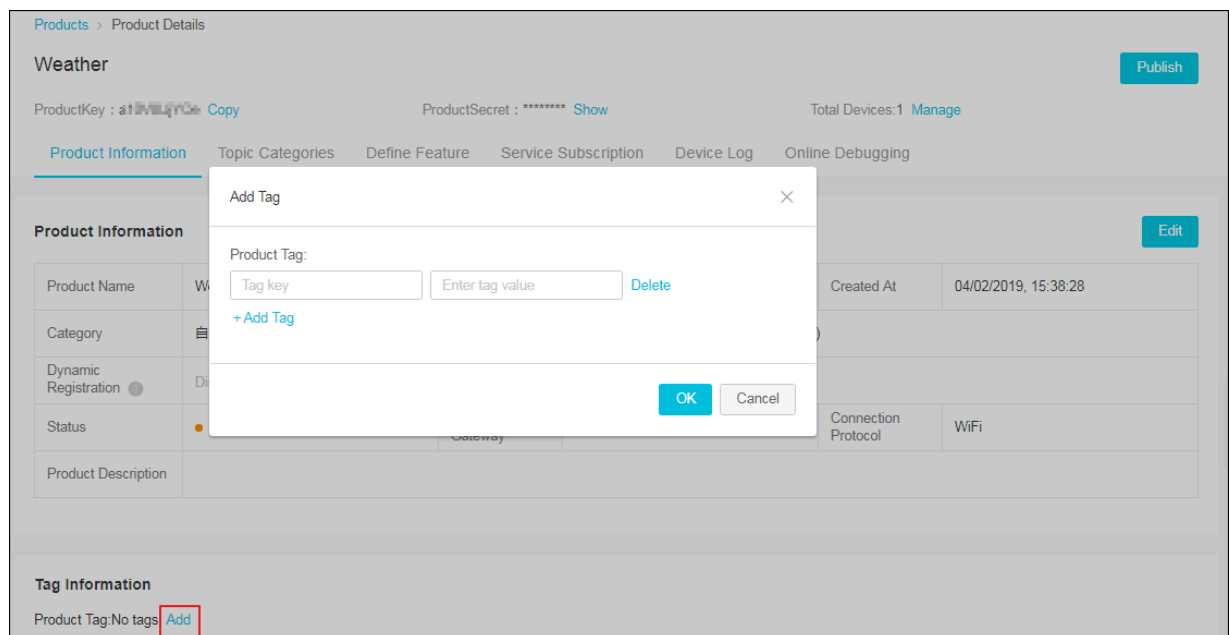 Products > Product Details
Weather
Publish
ProductKey : Copy
ProductSecret : ******** Show
Total Devices:1 Manage
Product Information
Topic Categories
Define Feature
Service Subscription
Device Log
Online Debugging
Add Tag
Product Information
Edit
Product Tag:
Tag key
Enter tag value
Delete
+ Add Tag
Product Name
Created At
04/02/2019, 15:38:28
Category
自
)
Dynamic
Registration
Di
OK
Cancel
Status
Gateway
Connection
Protocol
WiFi
Product Description
Tag Information
Product Tag:No tags Add